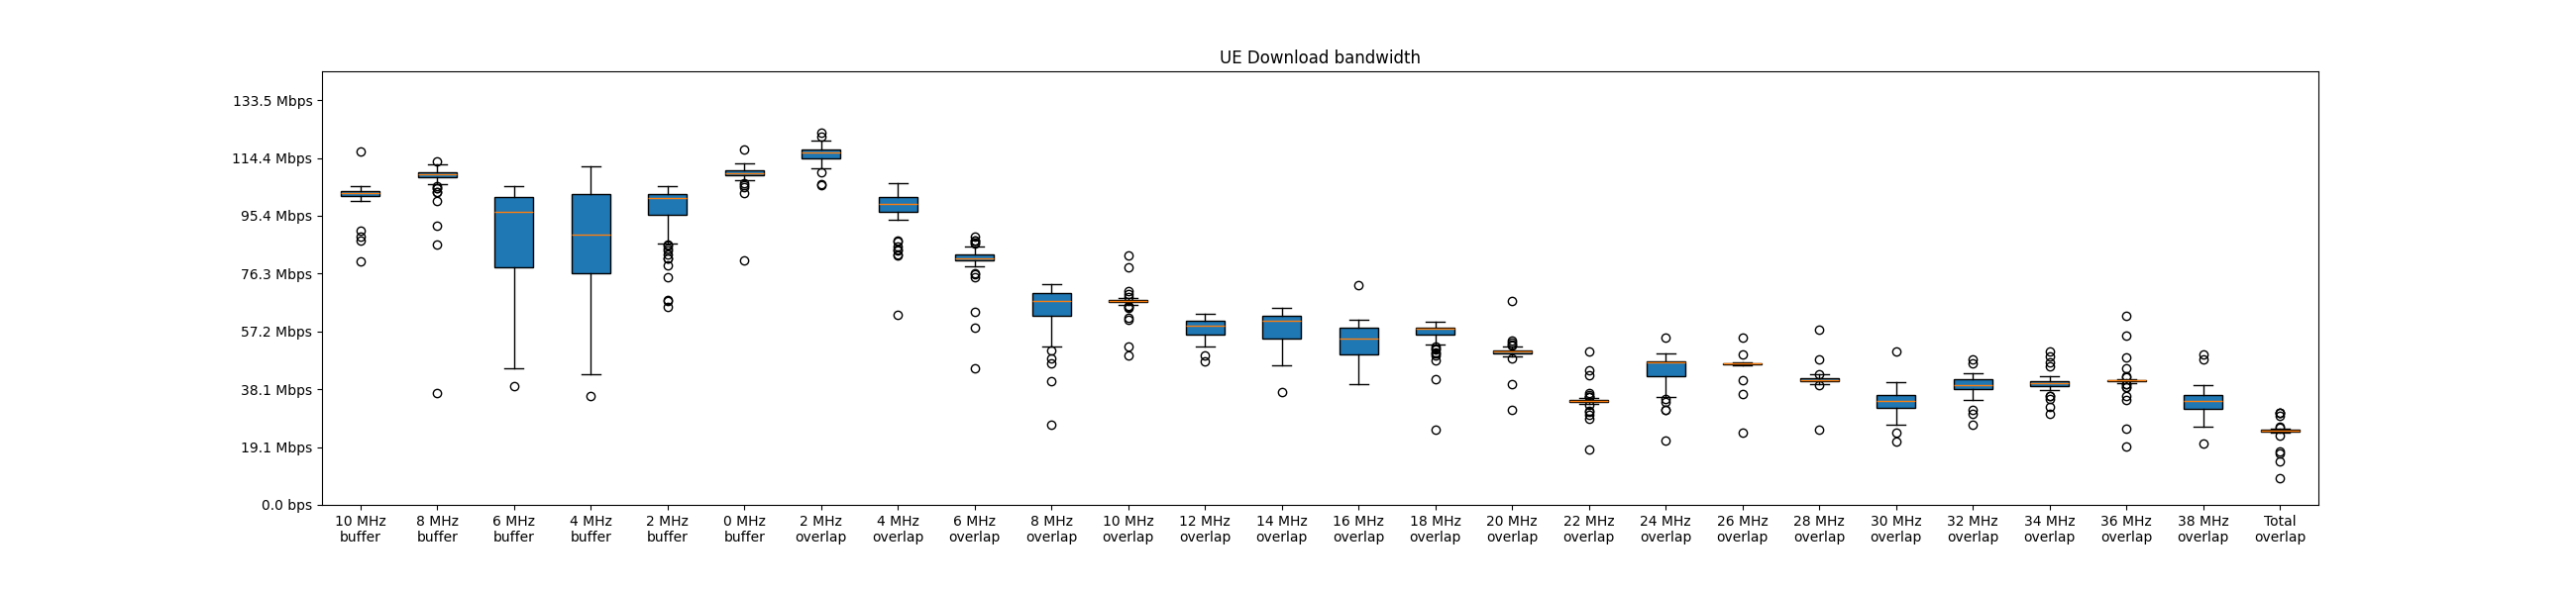 UE Download bandwidth
133.5 Mbps
114.4 Mbps
95.4 Mbps
76.3 Mbps
57.2 Mbps
38.1 Mbps
19.1 Mbps
0.0 bps
10 MHz
buffer
8 MHz
buffer
6 MHz
buffer
4 MHz
buffer
2 MHz
buffer
0 MHz
buffer
2 MHz
overlap
4 MHz
overlap
6 MHz
overlap
8 MHz
overlap
10 MHz
overlap
12 MHz
overlap
14 MHz
overlap
16 MHz
overlap
18 MHz
overlap
20 MHz
overlap
22 MHz
overlap
24 MHz
overlap
26 MHz
overlap
28 MHz
overlap
30 MHz
overlap
32 MHz
overlap
34 MHz
overlap
36 MHz
overlap
38 MHz
overlap
Total
overlap